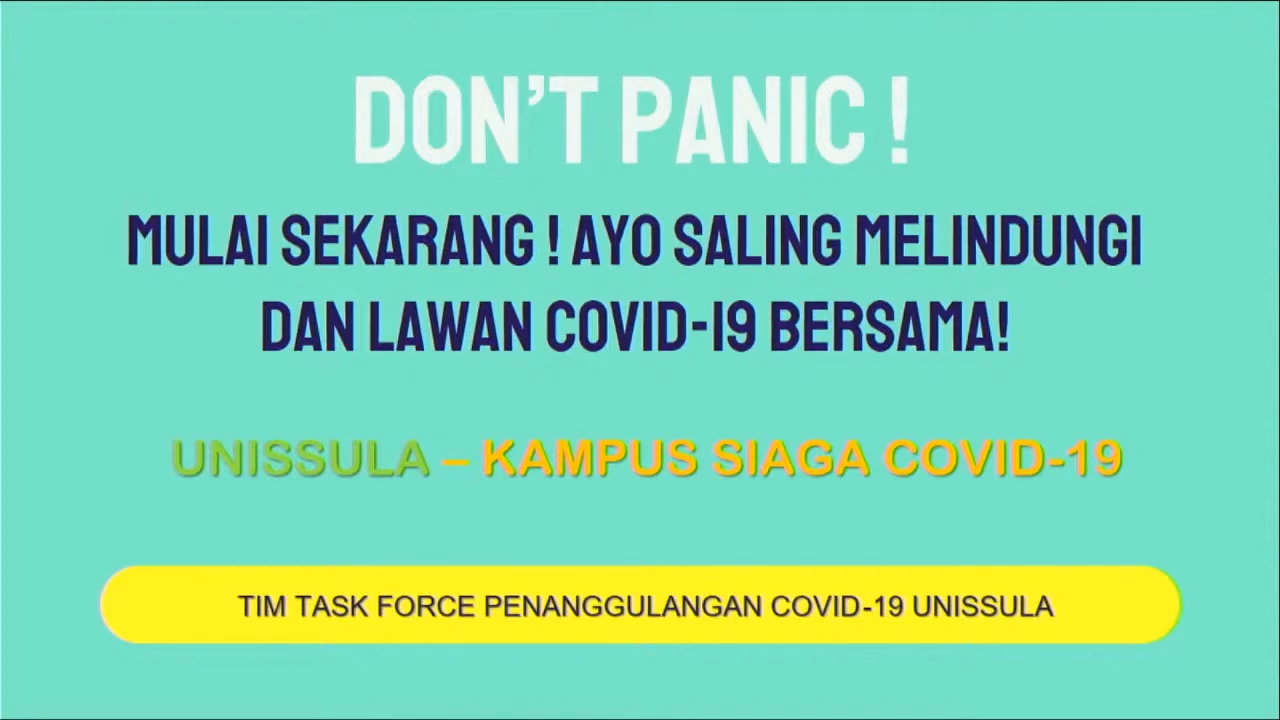 DON'T PANIC !
MULAI SEKARANG ! AYO SALING MELINDUNGI
DAN LAWAN COVID-19 BERSAMA!
UNISSULA – KAMPUS SIAGA COVID-19
TIM TASK FORCE PENANGGULANGAN COVID-19 UNISSULA